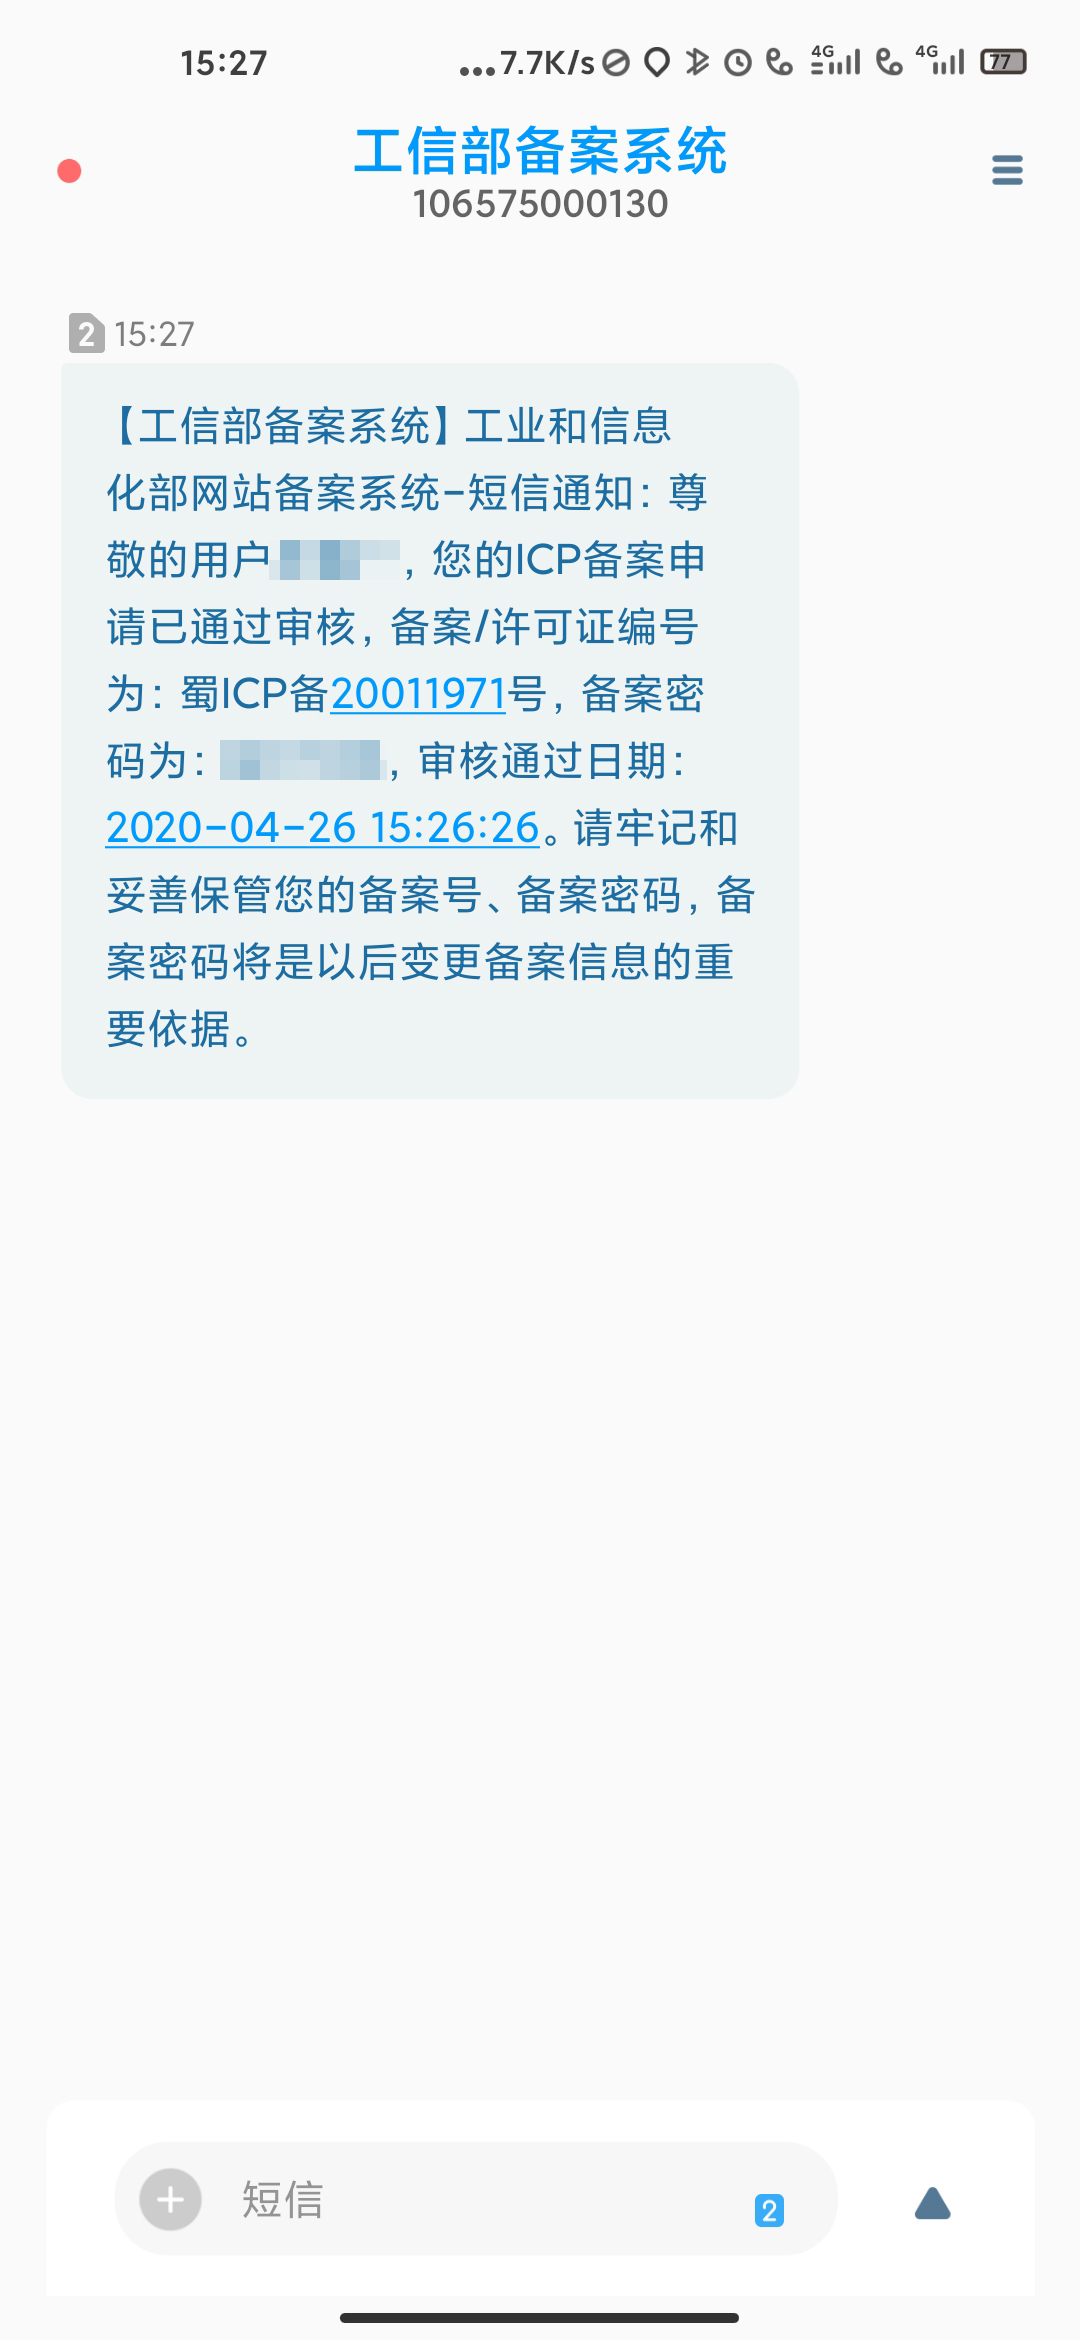 15:27 ...7.7K/s 4G 4G 77
工信部备案系统
106575000130
2 15:27
【工信部备案系统】工业和信息
化部网站备案系统-短信通知：尊
敬的用户，您的ICP备案申
请已通过审核，备案/许可证编号
为：蜀ICP备20011971号，备案密
码为：，审核通过日期：
2020-04-26 15:26:26。请牢记和
妥善保管您的备案号、备案密码，备
案密码将是以后变更备案信息的重
要依据。
短信 2